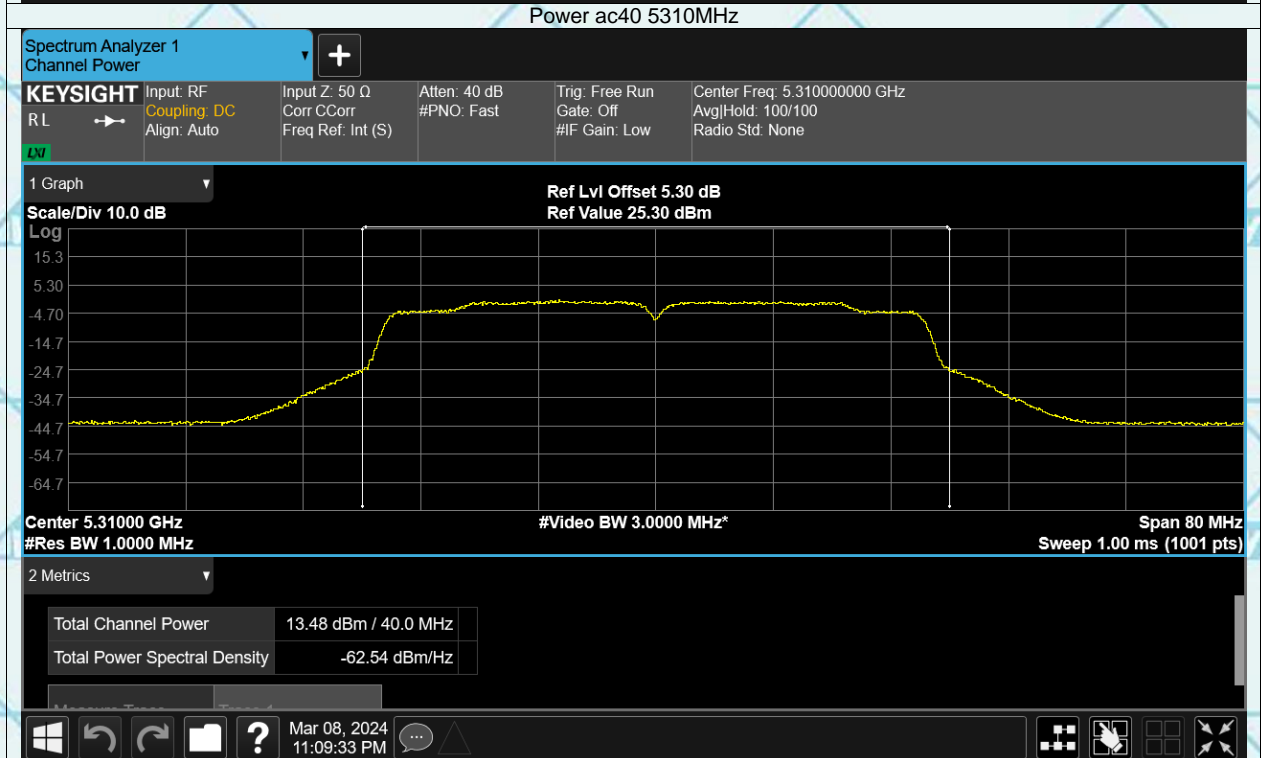 Power ac40 5310MHz
Spectrum Analyzer 1
Channel Power
+
KEYSIGHT
R L
LXI
Input: RF
Coupling: DC
Align: Auto
Input Z: 50 Ω
Corr CCorr
Freq Ref: Int (S)
Atten: 40 dB
#PNO: Fast
Trig: Free Run
Gate: Off
#IF Gain: Low
Center Freq: 5.310000000 GHz
Avg|Hold: 100/100
Radio Std: None
1 Graph
Scale/Div 10.0 dB
Ref Lvl Offset 5.30 dB
Ref Value 25.30 dBm
Log
15.3
5.30
-4.70
-14.7
-24.7
-34.7
-44.7
-54.7
-64.7
Center 5.31000 GHz
#Video BW 3.0000 MHz*
Span 80 MHz
#Res BW 1.0000 MHz
Sweep 1.00 ms (1001 pts)
2 Metrics
Total Channel Power 13.48 dBm / 40.0 MHz
Total Power Spectral Density -62.54 dBm/Hz
?
Mar 08, 2024
11:09:33 PM